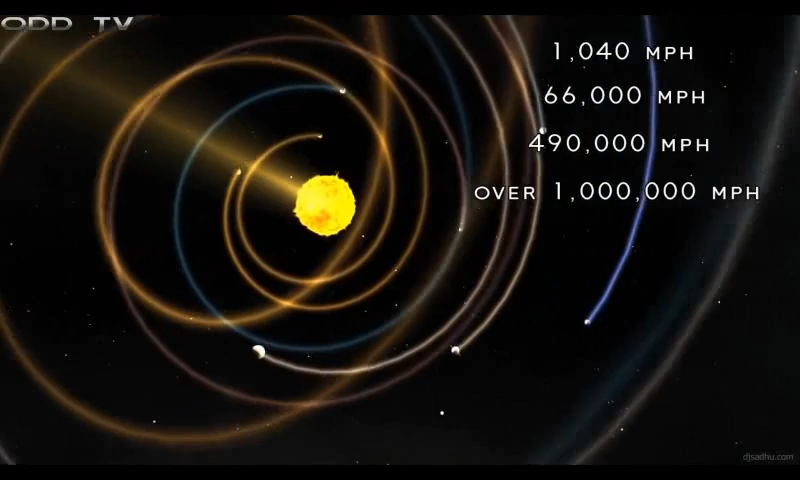 ODD TV
1,040 MPH
66,000 MPH
490,000 MPH
OVER 1,000,000 MPH
djsadhu.com